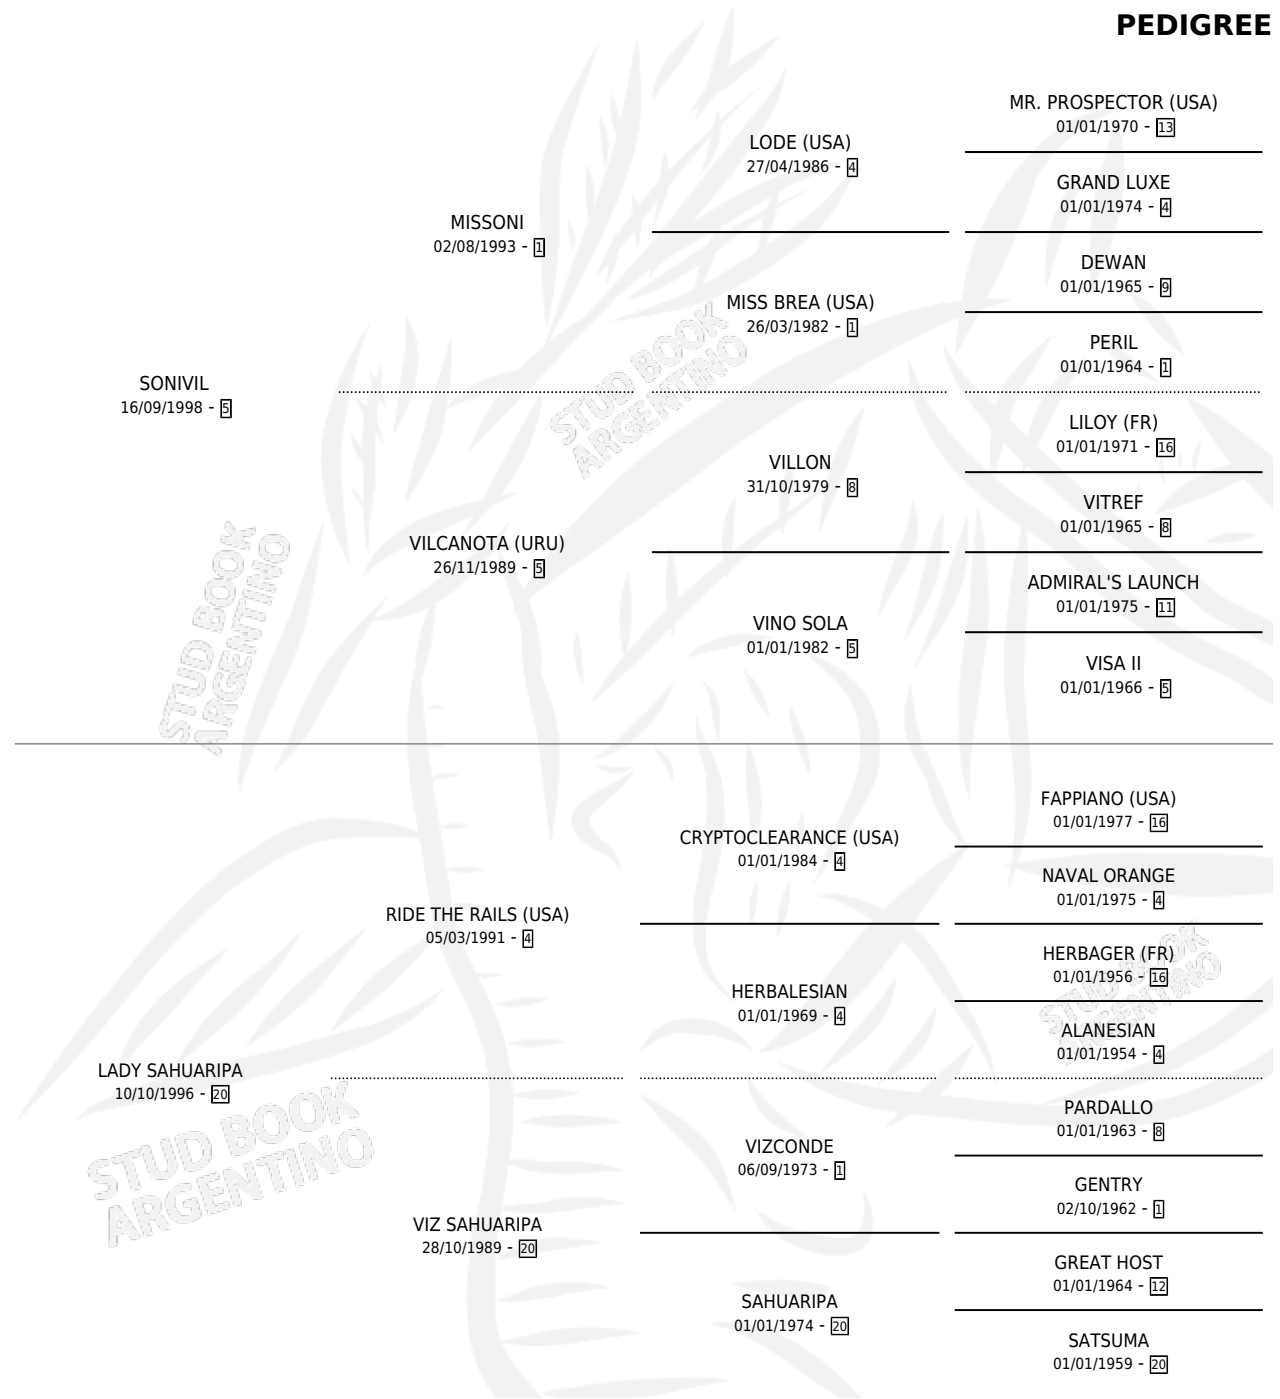 PEDIGREE
MR. PROSPECTOR (USA)
01/01/1970 - 13
LODE (USA)
27/04/1986 - 4
GRAND LUXE
01/01/1974 - 4
MISSONI
02/08/1993 - 1
DEWAN
01/01/1965 - 9
MISS BREA (USA)
26/03/1982 - 1
PERIL
01/01/1964 - 1
SONIVIL
16/09/1998 - 5
LILOY (FR)
01/01/1971 - 16
VILLON
31/10/1979 - 8
VITREF
01/01/1965 - 8
VILCANOTA (URU)
26/11/1989 - 5
ADMIRAL'S LAUNCH
01/01/1975 - 11
VINO SOLA
01/01/1982 - 5
VISA II
01/01/1966 - 5
FAPPIANO (USA)
01/01/1977 - 16
CRYPTOCLEARANCE (USA)
01/01/1984 - 4
NAVAL ORANGE
01/01/1975 - 4
RIDE THE RAILS (USA)
05/03/1991 - 4
HERBAGER (FR)
01/01/1956 - 16
HERBALESIAN
01/01/1969 - 4
ALANESIAN
01/01/1954 - 4
LADY SAHUARIPA
10/10/1996 - 20
PARDALLO
01/01/1963 - 8
VIZCONDE
06/09/1973 - 1
GENTRY
02/10/1962 - 1
VIZ SAHUARIPA
28/10/1989 - 20
GREAT HOST
01/01/1964 - 12
SAHUARIPA
01/01/1974 - 20
SATSUMA
01/01/1959 - 20
STUD BOOK
ARGENTINO
STUD BOOK
ARGENTINO
STUD BOOK
ARGENTINO
STUD BOOK
ARGENTINO